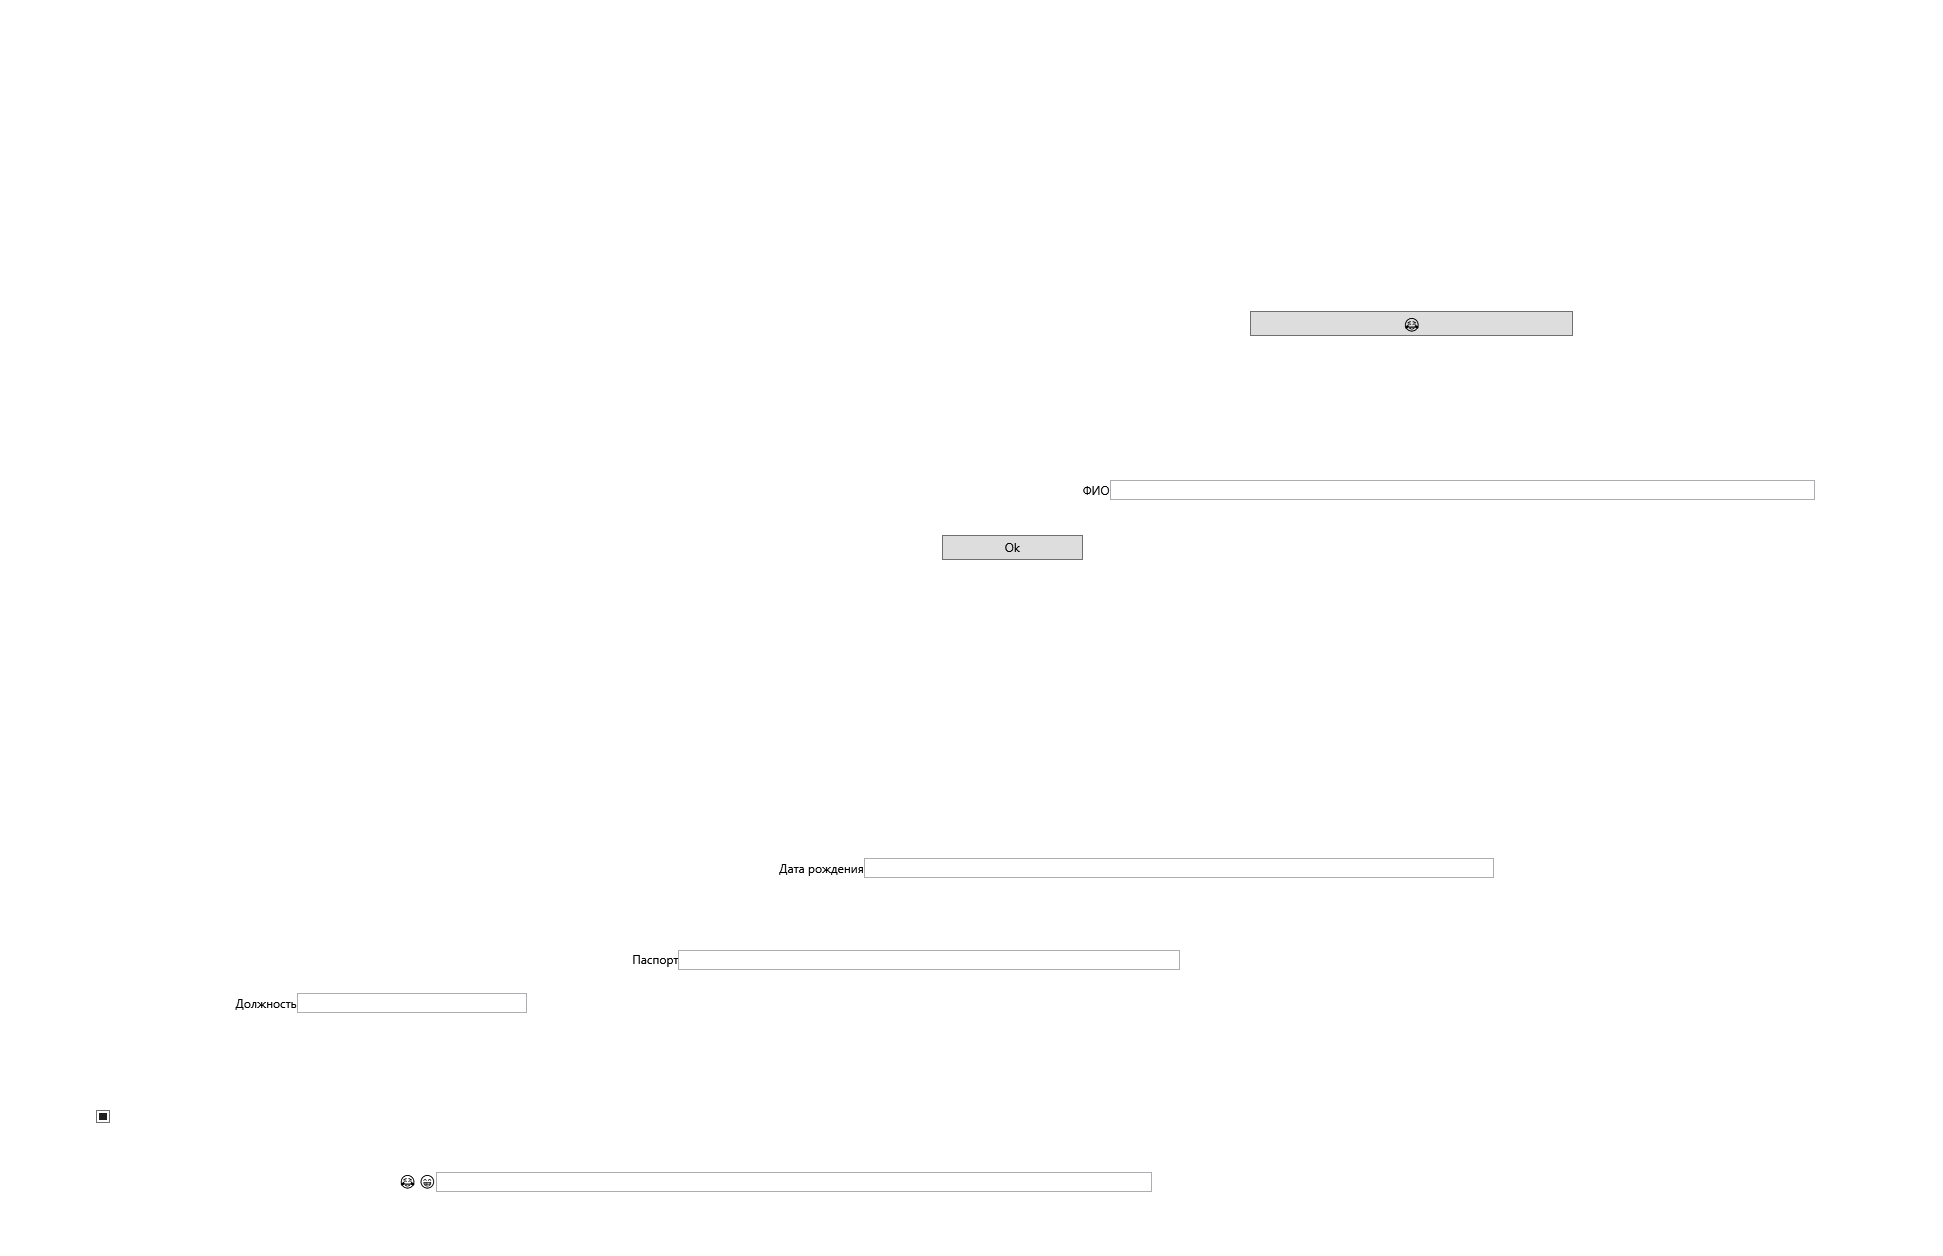 😂
ФИО
Ok
Дата рождения
Паспорт
Должность
😂 😁